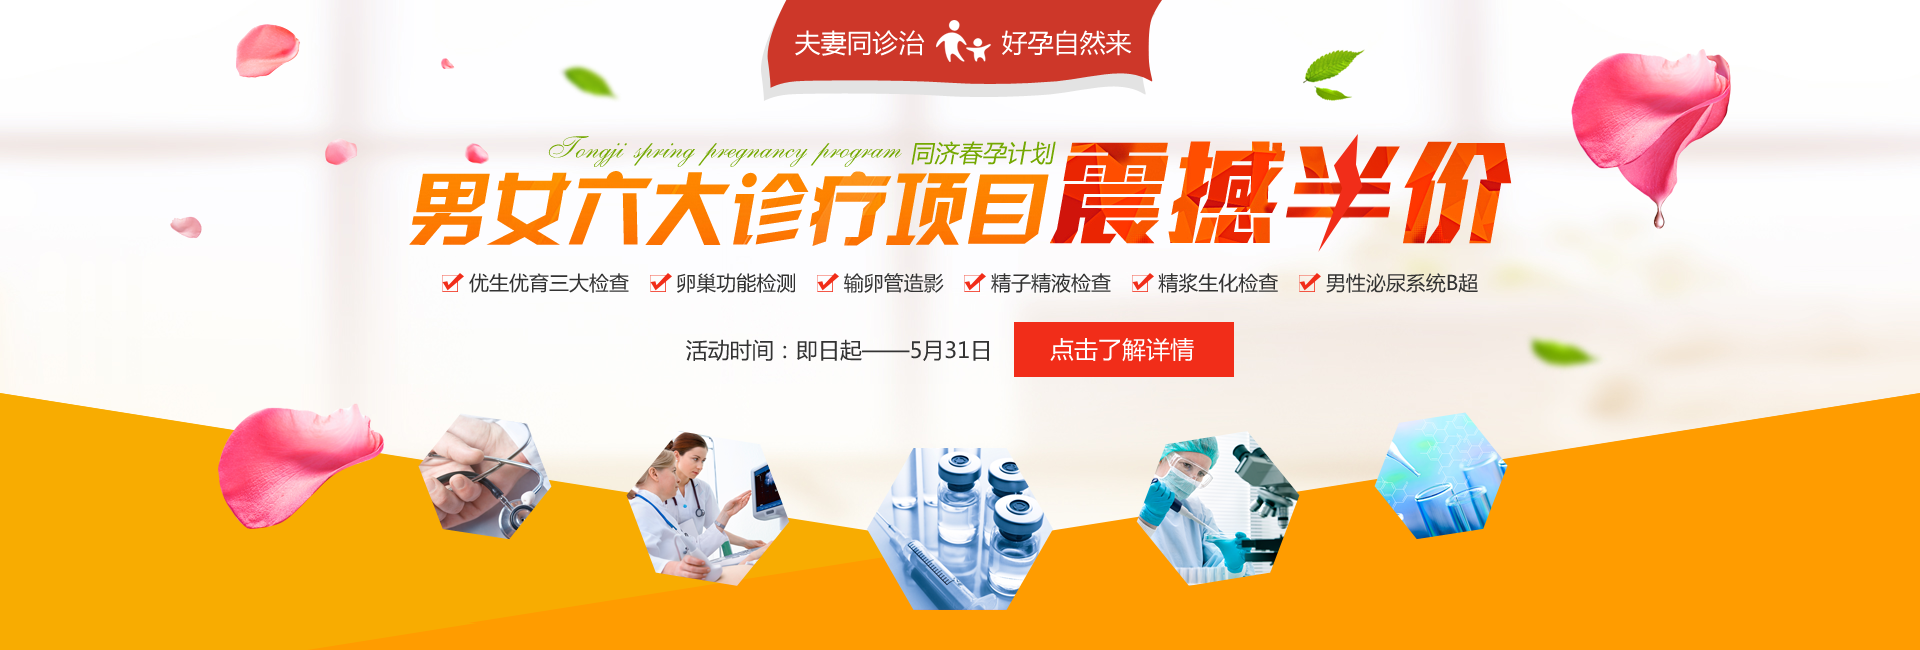 夫妻同诊治 好孕自然来
Tongji spring pregnancy program 同济春孕计划
男女六大诊疗项目震撼半价
优生优育三大检查 卵巢功能检测 输卵管造影 精子精液检查 精浆生化检查 男性泌尿系统B超
活动时间：即日起——5月31日 点击了解详情